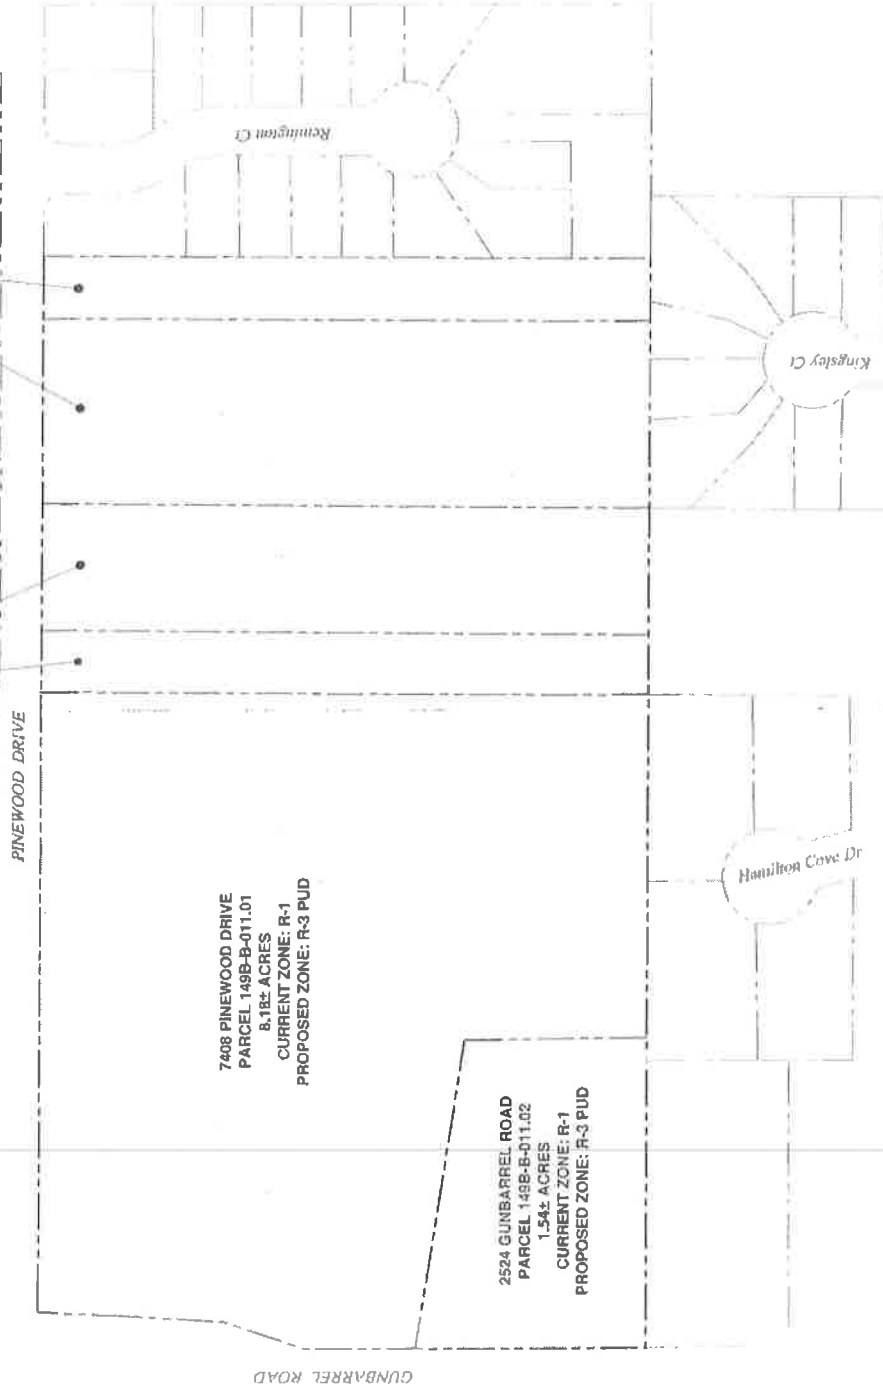 PINEWOOD DRIVE
Remington Ct
Kingsley Ct
7408 PINEWOOD DRIVE
PARCEL 149B-B-011.01
8.18± ACRES
CURRENT ZONE: R-1
PROPOSED ZONE: R-3 PUD
Hamilton Cove Dr
2524 GUNBARREL ROAD
PARCEL 149B-B-011.02
1.54± ACRES
CURRENT ZONE: R-1
PROPOSED ZONE: R-3 PUD
GUNBARREL ROAD